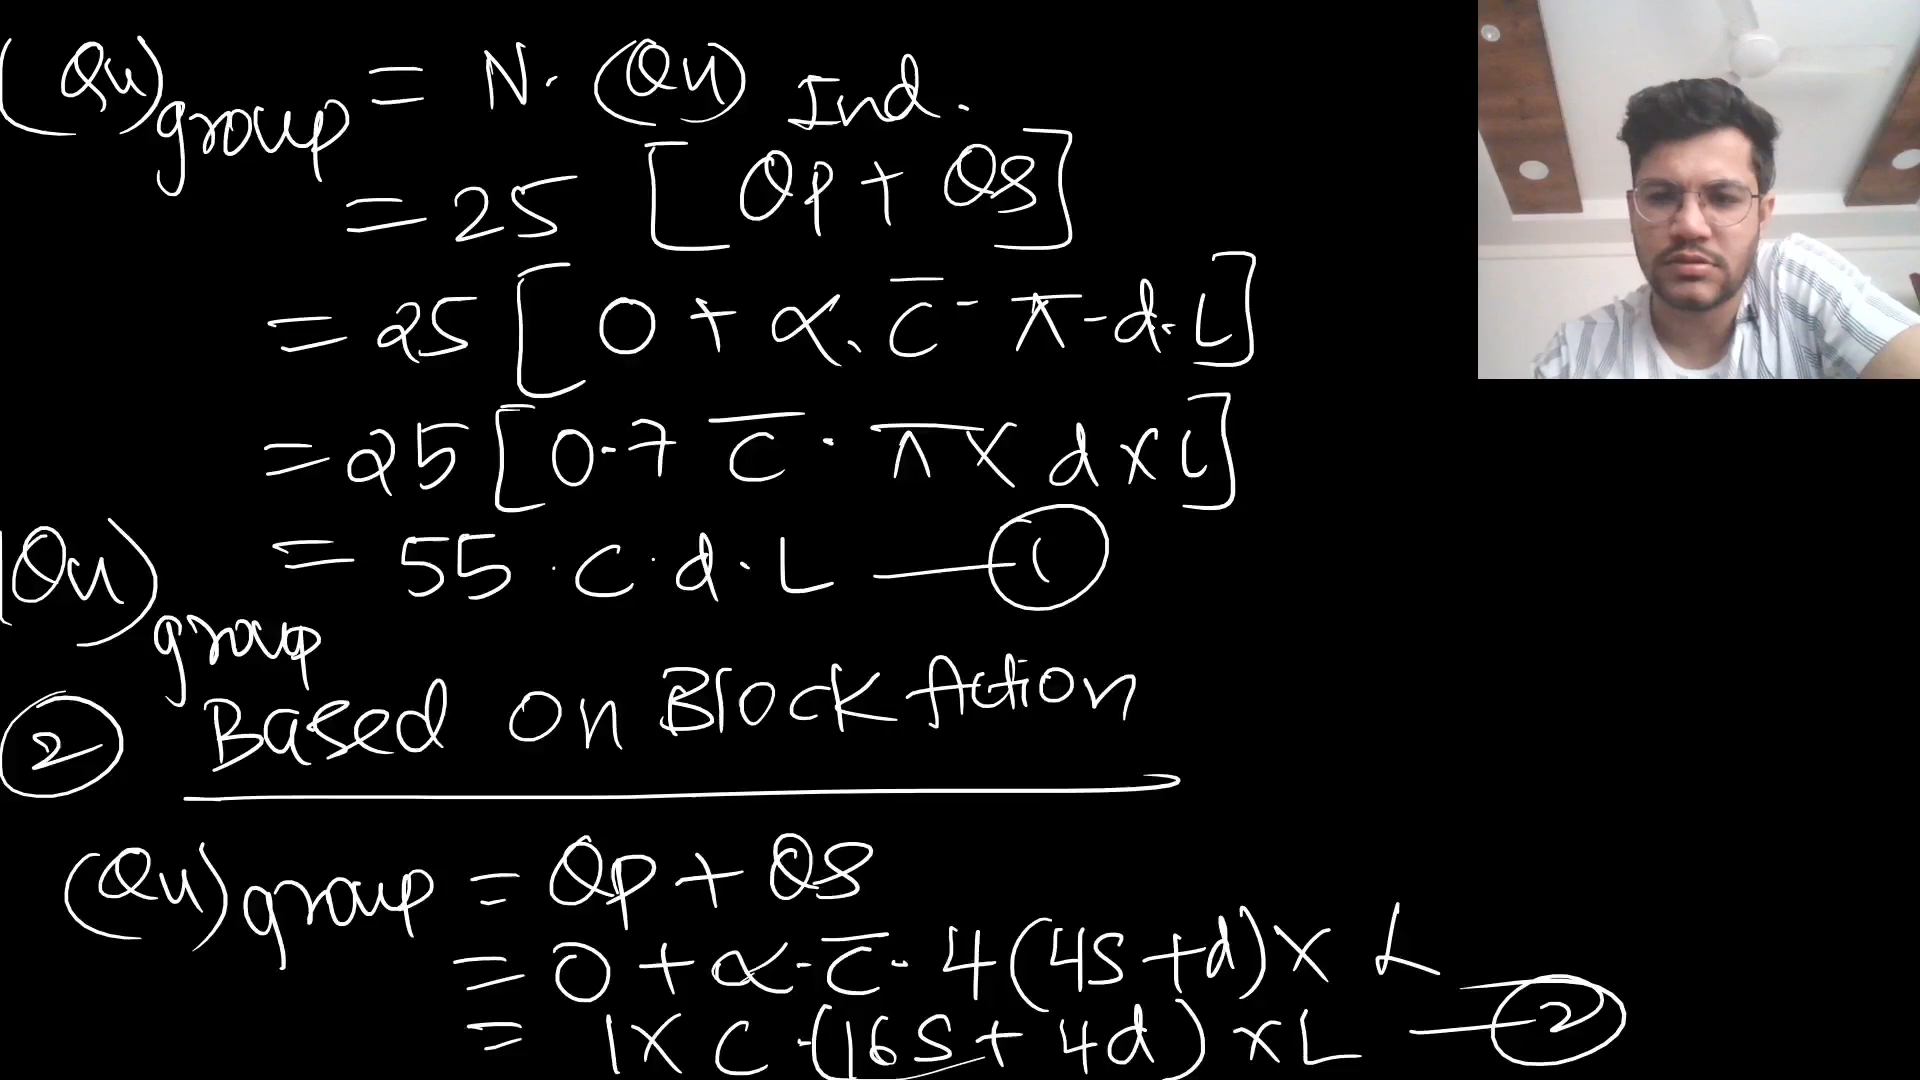 (Qu)group = N. (Qu) Ind.
= 25 [Qp + QS]
= 25 [0 + α. c̅ - π - d. L]
= 25 [0.7 c̅ . π x d x L]
(Qu)group = 55 . c . d . L — ①
② Based on Block Action
(Qu)group = Qp + QS
= 0 + α . c̅ . 4(4S + d) x L
= 1 x c . (16S + 4d) x L — ②